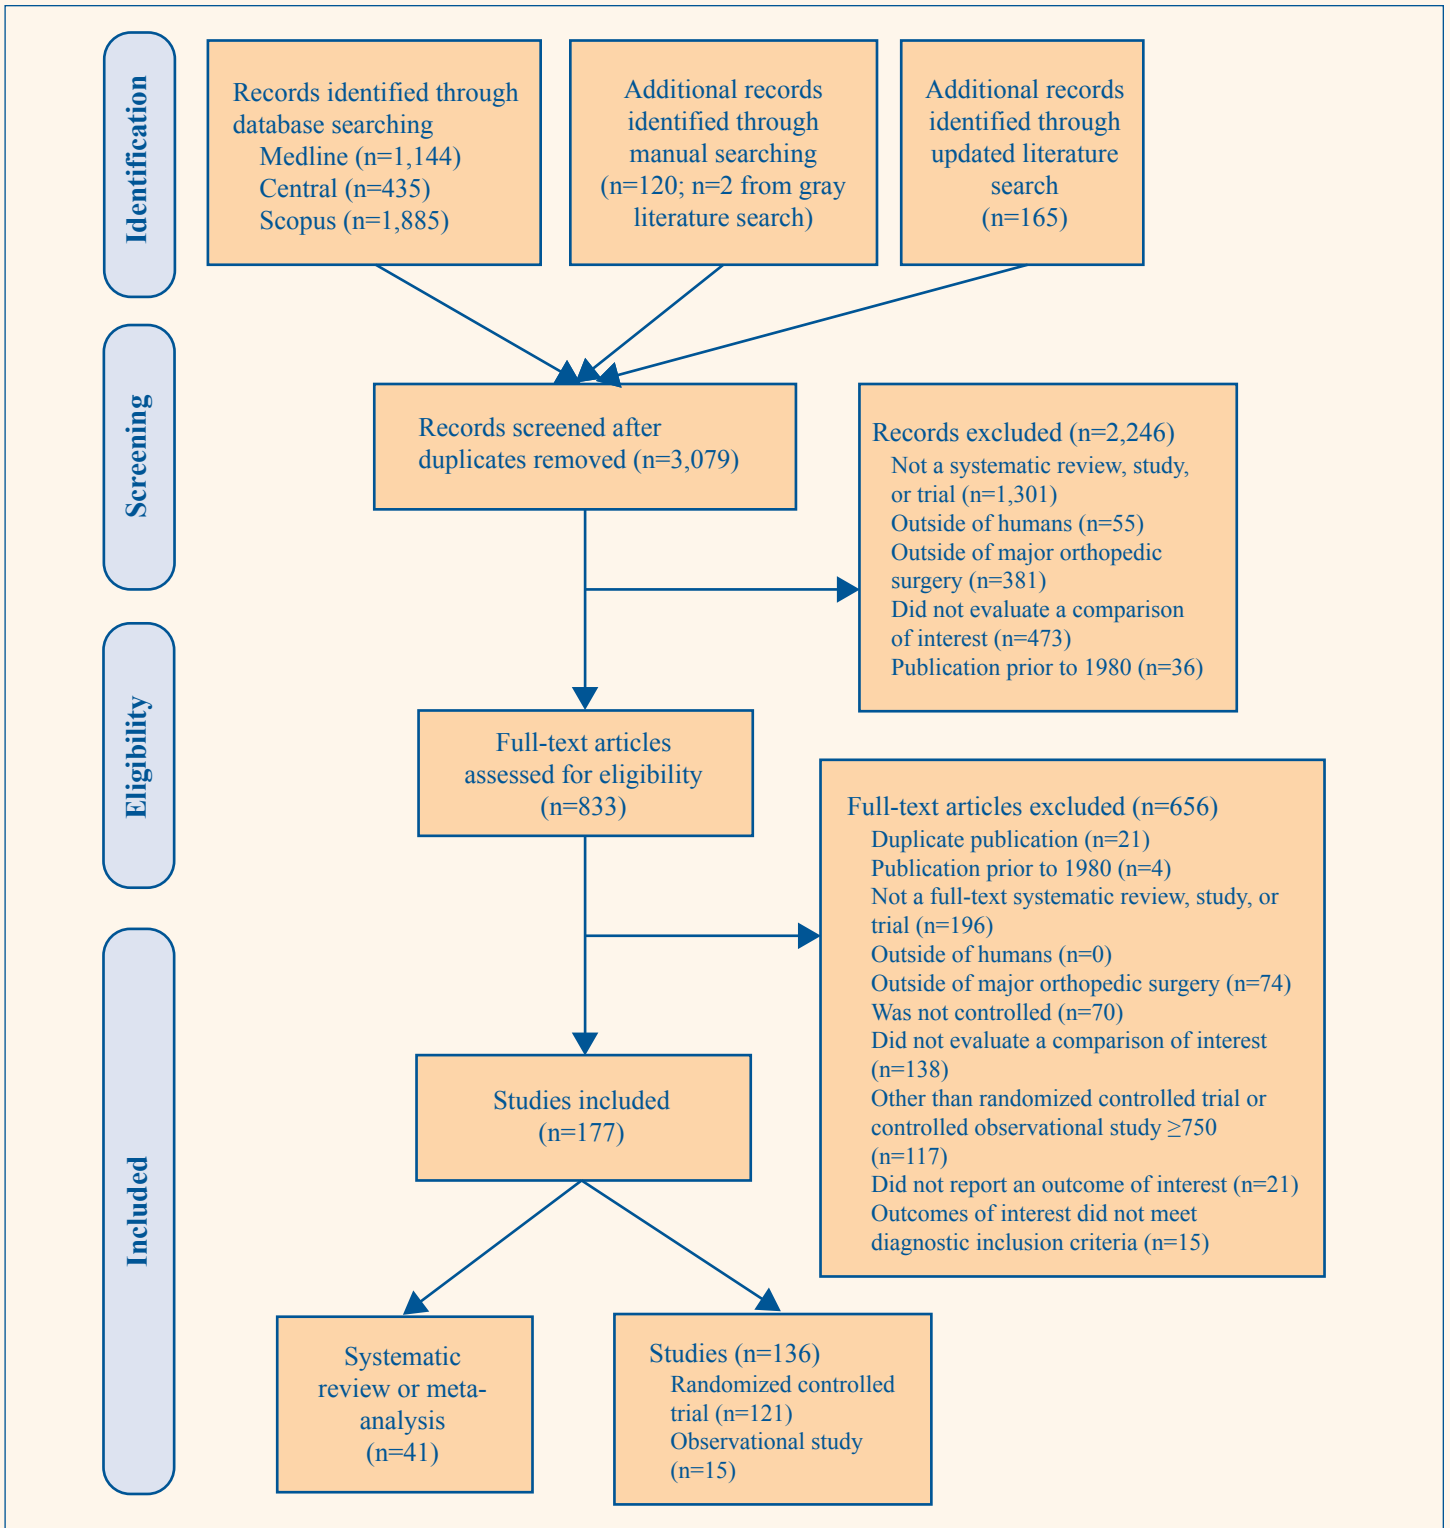 Identification
Records identified through
database searching
Medline (n=1,144)
Central (n=435)
Scopus (n=1,885)
Additional records
identified through
manual searching
(n=120; n=2 from gray
literature search)
Additional records
identified through
updated literature
search
(n=165)
Screening
Records screened after
duplicates removed (n=3,079)
Records excluded (n=2,246)
Not a systematic review, study,
or trial (n=1,301)
Outside of humans (n=55)
Outside of major orthopedic
surgery (n=381)
Did not evaluate a comparison
of interest (n=473)
Publication prior to 1980 (n=36)
Eligibility
Full-text articles
assessed for eligibility
(n=833)
Full-text articles excluded (n=656)
Duplicate publication (n=21)
Publication prior to 1980 (n=4)
Not a full-text systematic review, study, or
trial (n=196)
Outside of humans (n=0)
Outside of major orthopedic surgery (n=74)
Was not controlled (n=70)
Did not evaluate a comparison of interest
(n=138)
Other than randomized controlled trial or
controlled observational study ≥750
(n=117)
Did not report an outcome of interest (n=21)
Outcomes of interest did not meet
diagnostic inclusion criteria (n=15)
Included
Studies included
(n=177)
Systematic
review or meta-
analysis
(n=41)
Studies (n=136)
Randomized controlled
trial (n=121)
Observational study
(n=15)